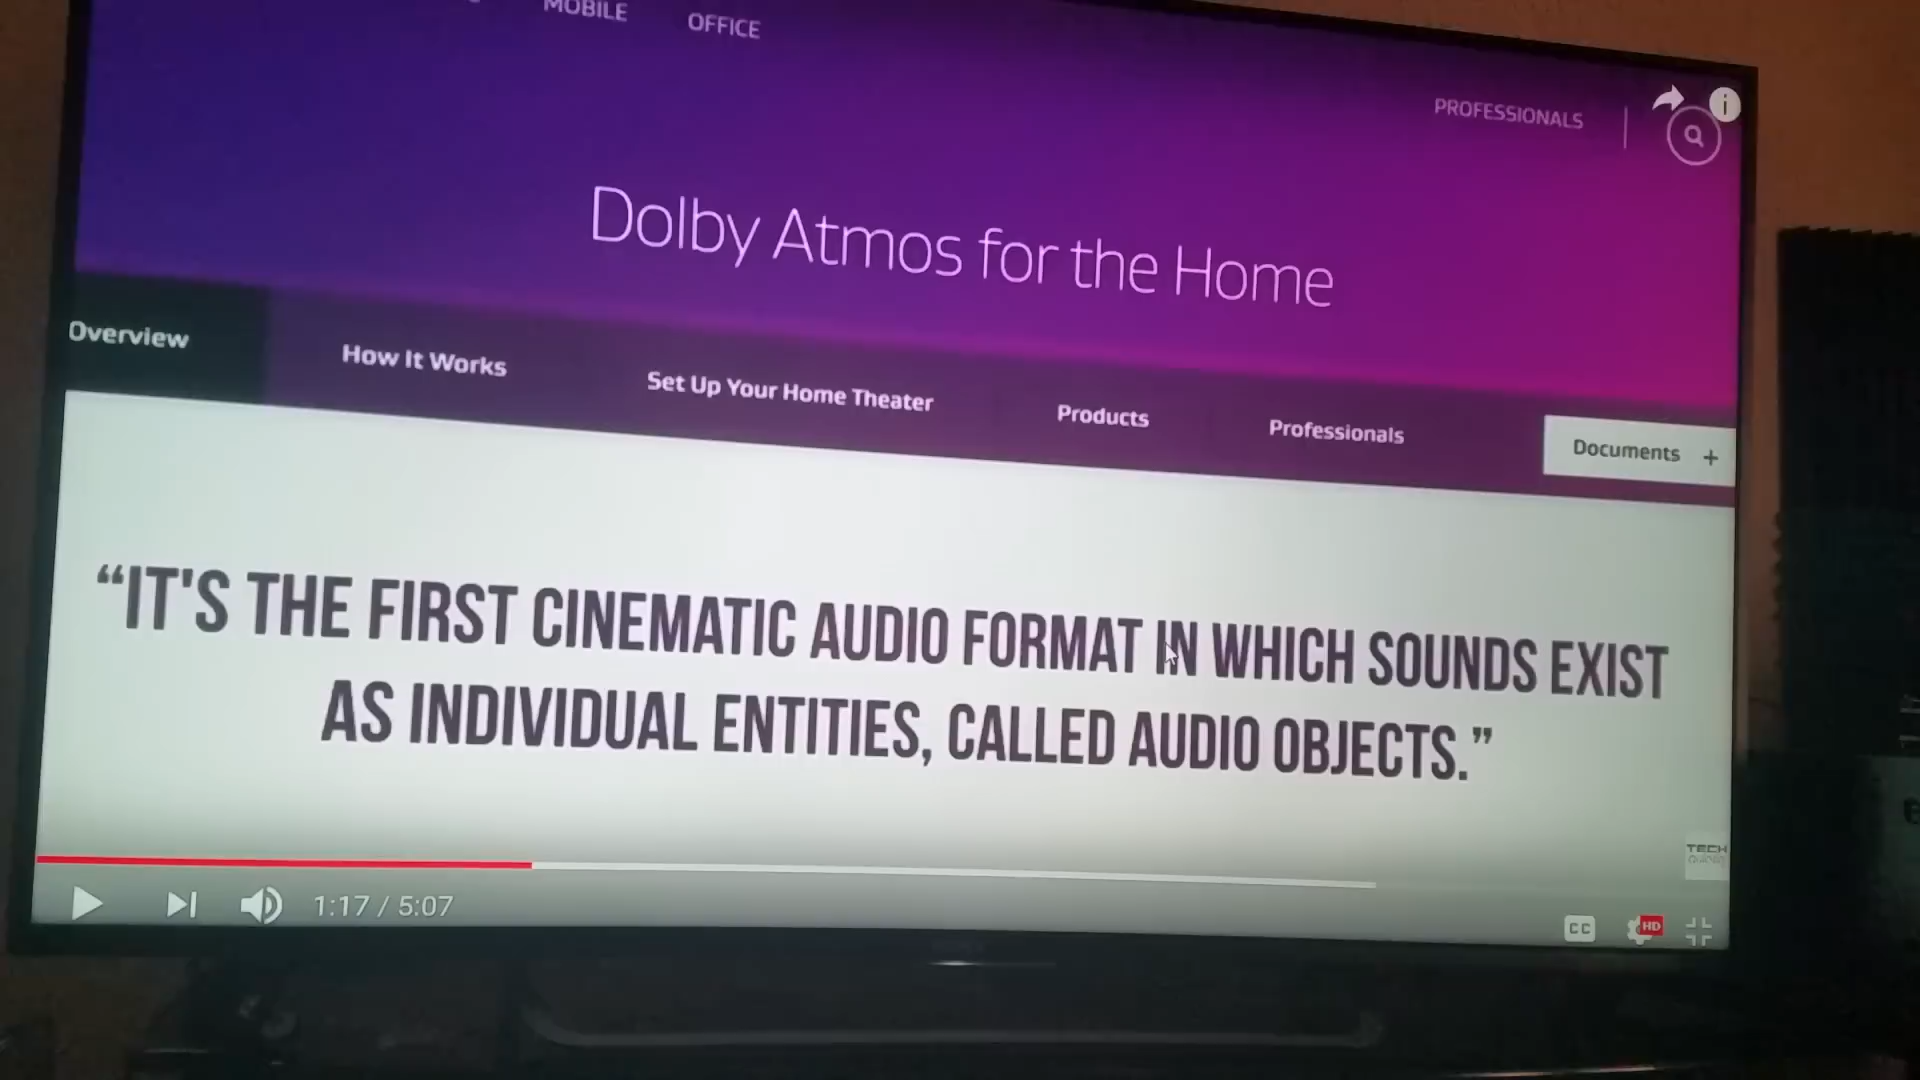 MOBILE
OFFICE
PROFESSIONALS
Dolby Atmos for the Home
Overview
How It Works
Set Up Your Home Theater
Products
Professionals
Documents +
“IT'S THE FIRST CINEMATIC AUDIO FORMAT IN WHICH SOUNDS EXIST
AS INDIVIDUAL ENTITIES, CALLED AUDIO OBJECTS.”
TECH
1:17 / 5:07
CC
HD